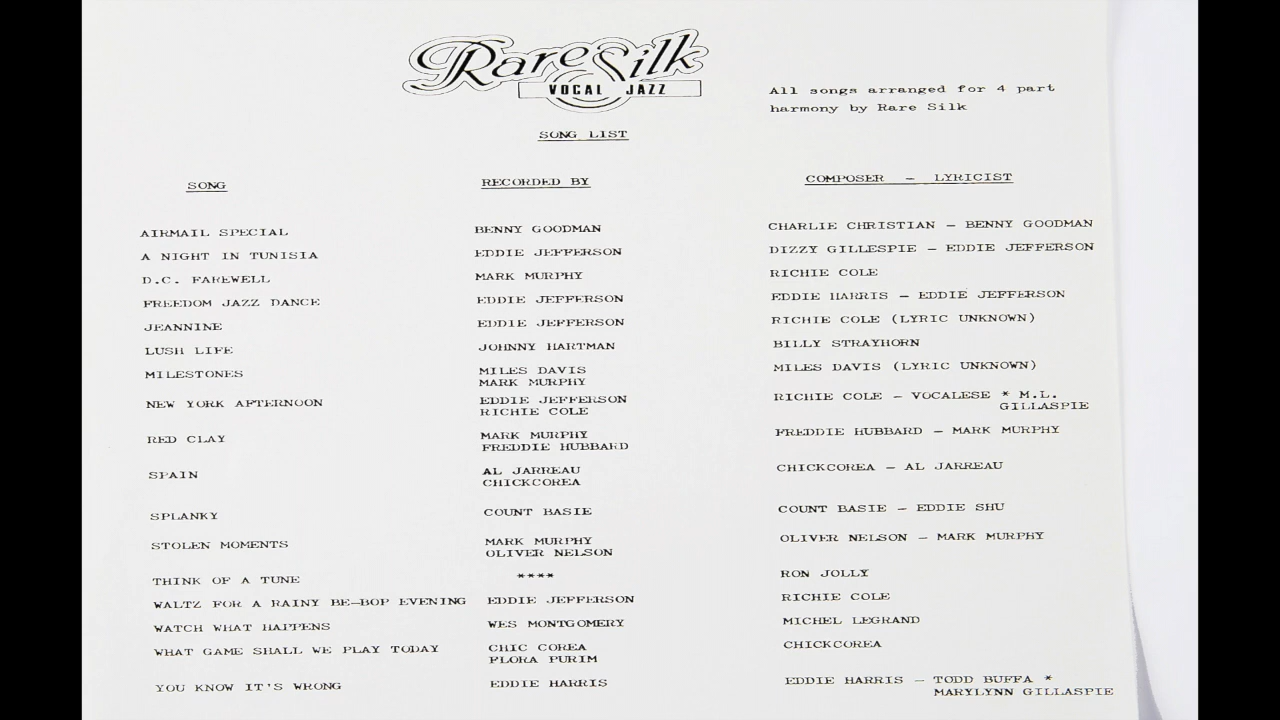 Rare Silk
VOCAL JAZZ
All songs arranged for 4 part
harmony by Rare Silk
SONG LIST
SONG RECORDED BY COMPOSER - LYRICIST
AIRMAIL SPECIAL BENNY GOODMAN CHARLIE CHRISTIAN - BENNY GOODMAN
A NIGHT IN TUNISIA EDDIE JEFFERSON DIZZY GILLESPIE - EDDIE JEFFERSON
D.C. FAREWELL MARK MURPHY RICHIE COLE
FREEDOM JAZZ DANCE EDDIE JEFFERSON EDDIE HARRIS - EDDIE JEFFERSON
JEANNINE EDDIE JEFFERSON RICHIE COLE (LYRIC UNKNOWN)
LUSH LIFE JOHNNY HARTMAN BILLY STRAYHORN
MILESTONES MILES DAVIS MILES DAVIS (LYRIC UNKNOWN)
MARK MURPHY
NEW YORK AFTERNOON EDDIE JEFFERSON RICHIE COLE - VOCALESE * M.L.
RICHIE COLE GILLASPIE
RED CLAY MARK MURPHY FREDDIE HUBBARD - MARK MURPHY
FREDDIE HUBBARD
SPAIN AL JARREAU CHICKCOREA - AL JARREAU
CHICKCOREA
SPLANKY COUNT BASIE COUNT BASIE - EDDIE SHU
STOLEN MOMENTS MARK MURPHY OLIVER NELSON - MARK MURPHY
OLIVER NELSON
THINK OF A TUNE **** RON JOLLY
WALTZ FOR A RAINY BE-BOP EVENING EDDIE JEFFERSON RICHIE COLE
WATCH WHAT HAPPENS WES MONTGOMERY MICHEL LEGRAND
WHAT GAME SHALL WE PLAY TODAY CHIC COREA CHICKCOREA
FLORA PURIM
YOU KNOW IT'S WRONG EDDIE HARRIS EDDIE HARRIS - TODD BUFFA *
MARYLYNN GILLASPIE